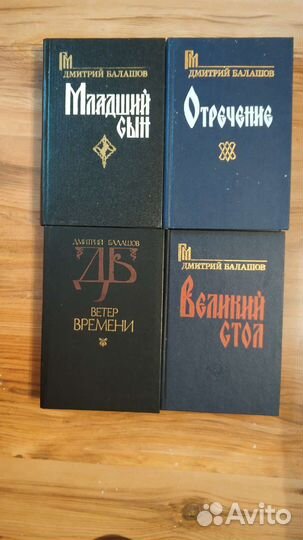 ГМ ДМИТРИЙ БАЛАШОВ
Младший
сын
ГМ ДМИТРИЙ БАЛАШОВ
Отречение
ДМИТРИЙ БАЛАШОВ
ДБ
ВЕТЕР
ВРЕМЕНИ
ГМ ДМИТРИЙ БАЛАШОВ
Великий
стол
Avito